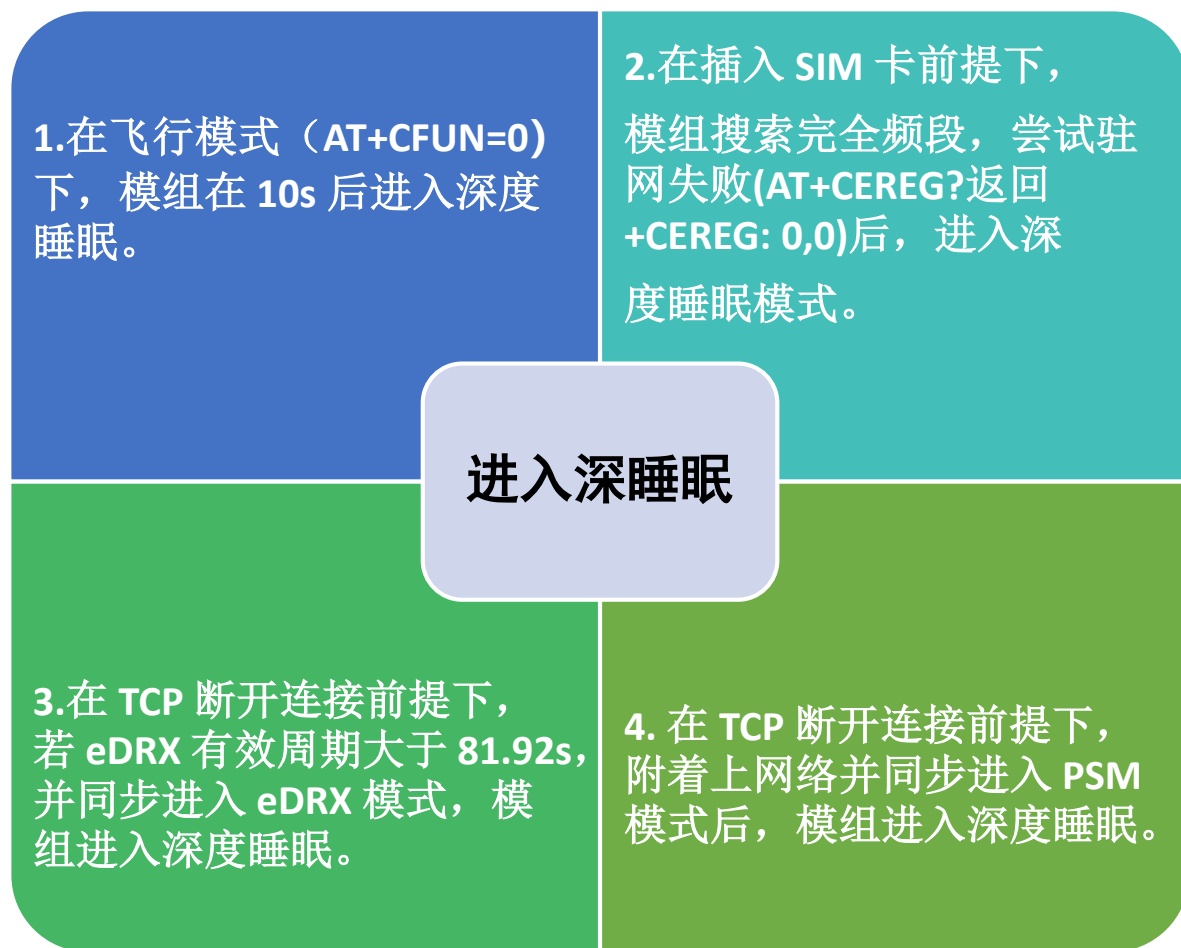 1.在飞行模式（AT+CFUN=0)
下，模组在 10s 后进入深度
睡眠。
2.在插入 SIM 卡前提下，
模组搜索完全频段，尝试驻
网失败(AT+CEREG?返回
+CEREG: 0,0)后，进入深
度睡眠模式。
进入深睡眠
3.在 TCP 断开连接前提下，
若 eDRX 有效周期大于 81.92s，
并同步进入 eDRX 模式，模
组进入深度睡眠。
4. 在 TCP 断开连接前提下，
附着上网络并同步进入 PSM
模式后，模组进入深度睡眠。